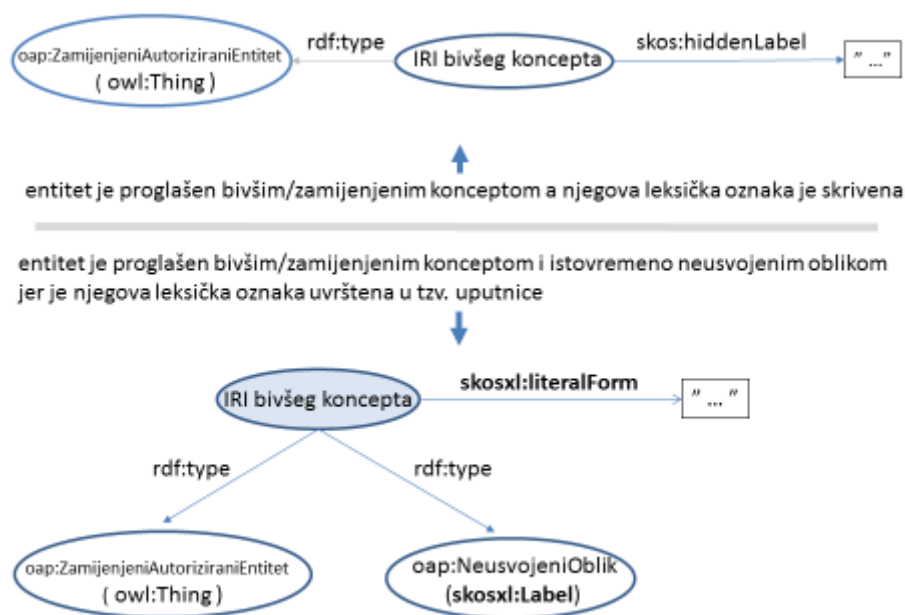 rdf:type
skos:hiddenLabel
oap:ZamijenjeniAutoriziraniEntitet
( owl:Thing )
IRI bivšeg koncepta
" ..."
entitet je proglašen bivšim/zamijenjenim konceptom a njegova leksička oznaka je skrivena
entitet je proglašen bivšim/zamijenjenim konceptom i istovremeno neusvojenim oblikom
jer je njegova leksička oznaka uvrštena u tzv. uputnice
skosxl:literalForm
IRI bivšeg koncepta
" ... "
rdf:type
rdf:type
oap:ZamijenjeniAutoriziraniEntitet
( owl:Thing )
oap:NeusvojeniOblik
(skosxl:Label)